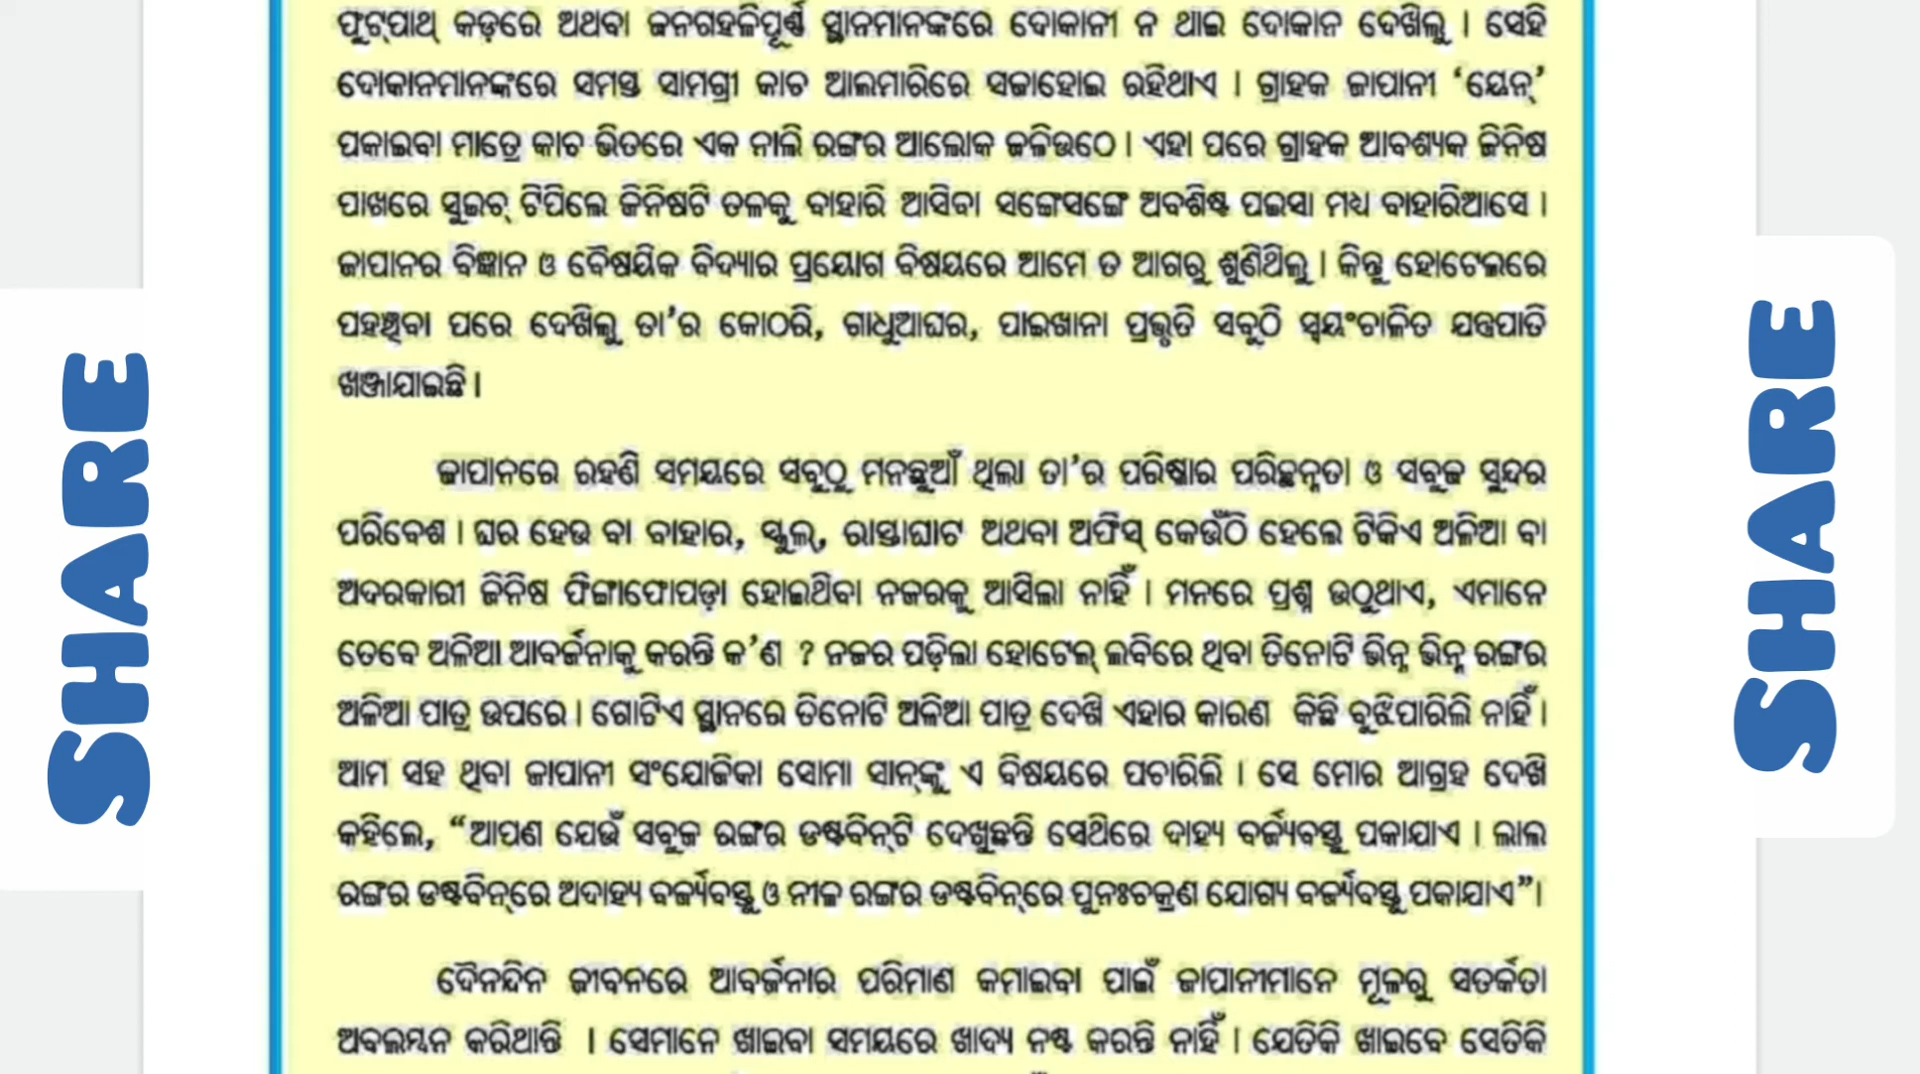 ଫୁଟ୍‌ପାଥ୍ କଡ଼ରେ ଅଥବା ଜନଗହଳିପୂର୍ଣ୍ଣ ସ୍ଥାନମାନଙ୍କରେ ଦୋକାନୀ ନ ଥାଇ ଦୋକାନ ଦେଖିଲୁ । ସେହି
ଦୋକାନମାନଙ୍କରେ ସମସ୍ତ ସାମଗ୍ରୀ କାଚ ଆଲମାରିରେ ସଜାହୋଇ ରହିଥାଏ । ଗ୍ରାହକ ଜାପାନୀ ‘ୟେନ୍’
ପକାଇବା ମାତ୍ରେ କାଚ ଭିତରେ ଏକ ନାଲି ରଙ୍ଗର ଆଲୋକ ଜଳିଉଠେ । ଏହା ପରେ ଗ୍ରାହକ ଆବଶ୍ୟକ ଜିନିଷ
ପାଖରେ ସୁଇଚ୍ ଟିପିଲେ ଜିନିଷଟି ତଳକୁ ବାହାରି ଆସିବା ସଙ୍ଗେସଙ୍ଗେ ଅବଶିଷ୍ଟ ପଇସା ମଧ୍ୟ ବାହାରିଆସେ ।
ଜାପାନର ବିଜ୍ଞାନ ଓ ବୈଷୟିକ ବିଦ୍ୟାର ପ୍ରୟୋଗ ବିଷୟରେ ଆମେ ତ ଆଗରୁ ଶୁଣିଥିଲୁ । କିନ୍ତୁ ହୋଟେଲରେ
ପହଞ୍ଚିବା ପରେ ଦେଖିଲୁ ତା’ର କୋଠରି, ଗାଧୁଆଘର, ପାଇଖାନା ପ୍ରଭୃତି ସବୁଠି ସ୍ୱୟଂଚାଳିତ ଯନ୍ତ୍ରପାତି
ଖଞ୍ଜାଯାଇଛି ।
ଜାପାନରେ ରହଣି ସମୟରେ ସବୁଠୁ ମନଛୁଆଁ ଥିଲା ତା’ର ପରିଷ୍କାର ପରିଚ୍ଛନ୍ନତା ଓ ସବୁଜ ସୁନ୍ଦର
ପରିବେଶ । ଘର ହେଉ ବା ବାହାର, ସ୍କୁଲ୍, ରାସ୍ତାଘାଟ ଅଥବା ଅଫିସ୍ କେଉଁଠି ହେଲେ ଟିକିଏ ଅଳିଆ ବା
ଅଦରକାରୀ ଜିନିଷ ଫିଙ୍ଗାଫୋପଡ଼ା ହୋଇଥିବା ନଜରକୁ ଆସିଲା ନାହିଁ । ମନରେ ପ୍ରଶ୍ନ ଉଠୁଥାଏ, ଏମାନେ
ତେବେ ଅଳିଆ ଆବର୍ଜନାକୁ କରନ୍ତି କ’ଣ ? ନଜର ପଡ଼ିଲା ହୋଟେଲ୍ ଲବିରେ ଥିବା ତିନୋଟି ଭିନ୍ନ ଭିନ୍ନ ରଙ୍ଗର
ଅଳିଆ ପାତ୍ର ଉପରେ । ଗୋଟିଏ ସ୍ଥାନରେ ତିନୋଟି ଅଳିଆ ପାତ୍ର ଦେଖି ଏହାର କାରଣ କିଛି ବୁଝିପାରିଲି ନାହିଁ ।
ଆମ ସହ ଥିବା ଜାପାନୀ ସଂଯୋଜିକା ସୋମା ସାନ୍‌ଙ୍କୁ ଏ ବିଷୟରେ ପଚାରିଲି । ସେ ମୋର ଆଗ୍ରହ ଦେଖି
କହିଲେ, “ଆପଣ ଯେଉଁ ସବୁଜ ରଙ୍ଗର ଡଷ୍ଟବିନ୍‌ଟି ଦେଖୁଛନ୍ତି ସେଥିରେ ଦାହ୍ୟ ବର୍ଜ୍ୟବସ୍ତୁ ପକାଯାଏ । ଲାଲ
ରଙ୍ଗର ଡଷ୍ଟବିନ୍‌ରେ ଅଦାହ୍ୟ ବର୍ଜ୍ୟବସ୍ତୁ ଓ ନୀଳ ରଙ୍ଗର ଡଷ୍ଟବିନ୍‌ରେ ପୁନଃଚକ୍ରଣ ଯୋଗ୍ୟ ବର୍ଜ୍ୟବସ୍ତୁ ପକାଯାଏ” ।
ଦୈନନ୍ଦିନ ଜୀବନରେ ଆବର୍ଜନାର ପରିମାଣ କମାଇବା ପାଇଁ ଜାପାନୀମାନେ ମୂଳରୁ ସତର୍କତା
ଅବଲମ୍ବନ କରିଥାନ୍ତି । ସେମାନେ ଖାଇବା ସମୟରେ ଖାଦ୍ୟ ନଷ୍ଟ କରନ୍ତି ନାହିଁ । ଯେତିକି ଖାଇବେ ସେତିକି
SHARE
SHARE